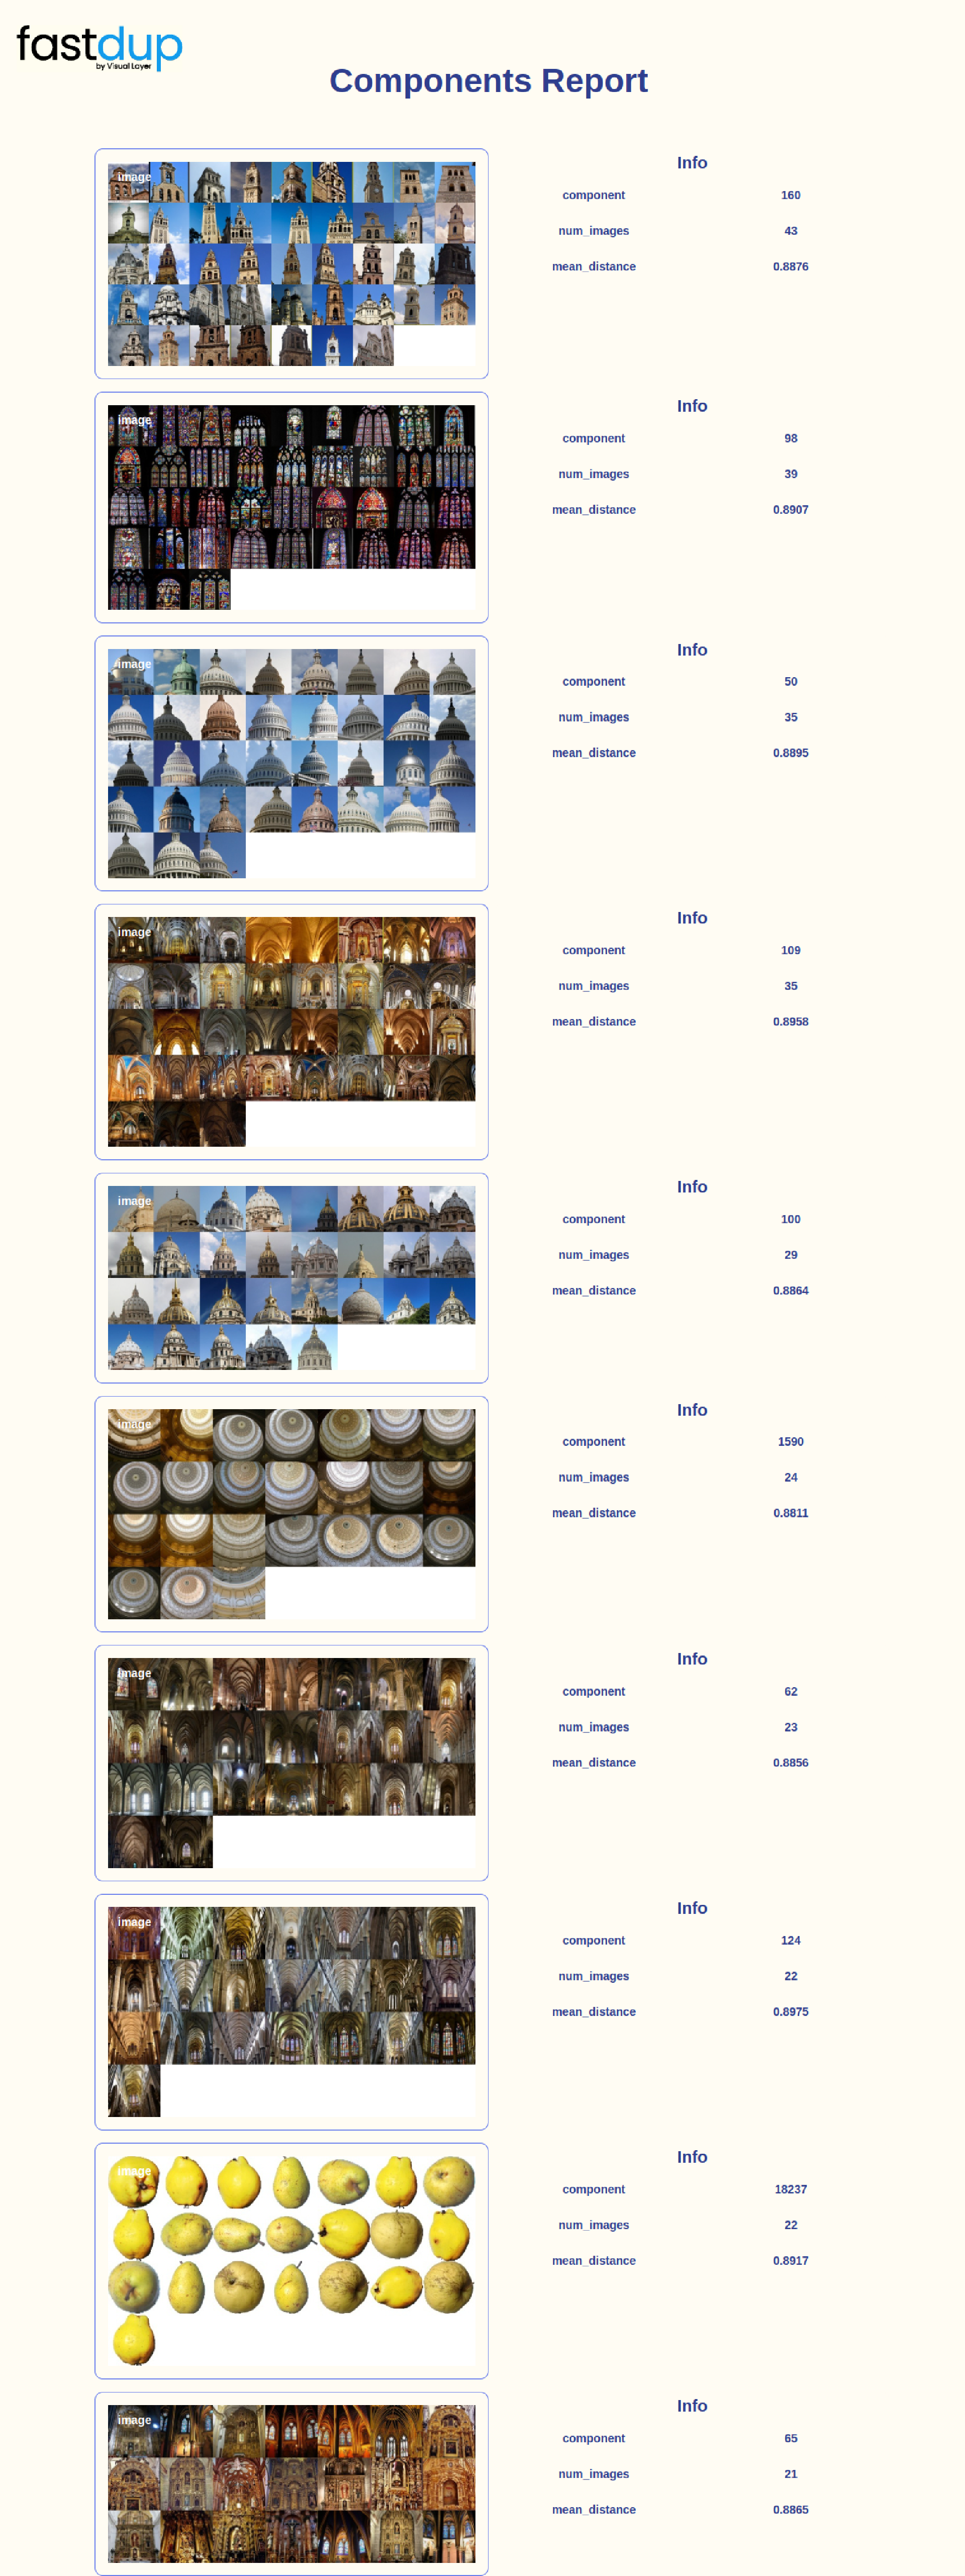 fastdup
by Visual Layer
Components Report
image
Info
component 160
num_images 43
mean_distance 0.8876
image
Info
component 98
num_images 39
mean_distance 0.8907
image
Info
component 50
num_images 35
mean_distance 0.8895
image
Info
component 109
num_images 35
mean_distance 0.8958
image
Info
component 100
num_images 29
mean_distance 0.8864
image
Info
component 1590
num_images 24
mean_distance 0.8811
image
Info
component 62
num_images 23
mean_distance 0.8856
image
Info
component 124
num_images 22
mean_distance 0.8975
image
Info
component 18237
num_images 22
mean_distance 0.8917
image
Info
component 65
num_images 21
mean_distance 0.8865